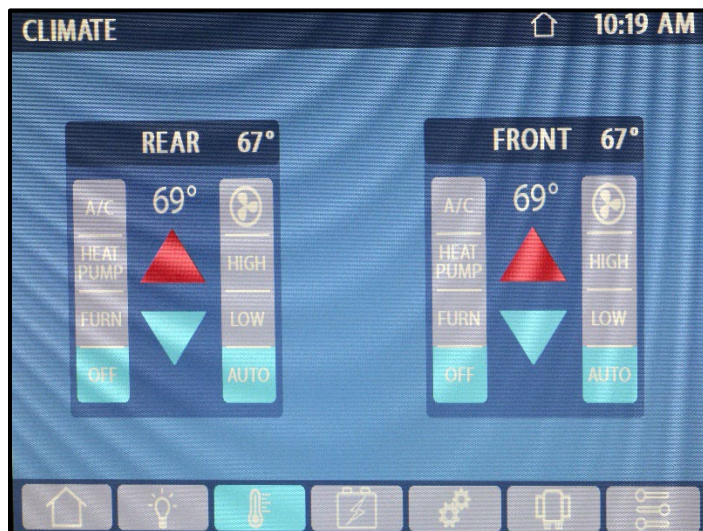 CLIMATE 10:19 AM
REAR 67°
A/C 69°
HEAT PUMP HIGH
FURN LOW
OFF AUTO
FRONT 67°
A/C 69°
HEAT PUMP HIGH
FURN LOW
OFF AUTO